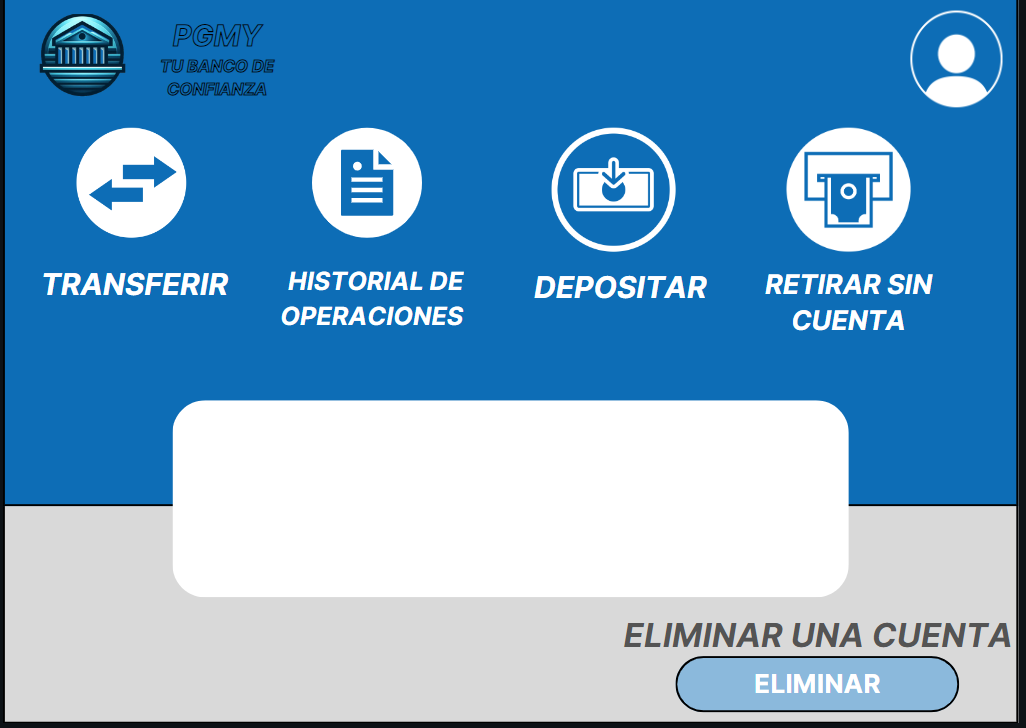 PGMY
TU BANCO DE
CONFIANZA
TRANSFERIR
HISTORIAL DE
OPERACIONES
DEPOSITAR
RETIRAR SIN
CUENTA
ELIMINAR UNA CUENTA
ELIMINAR